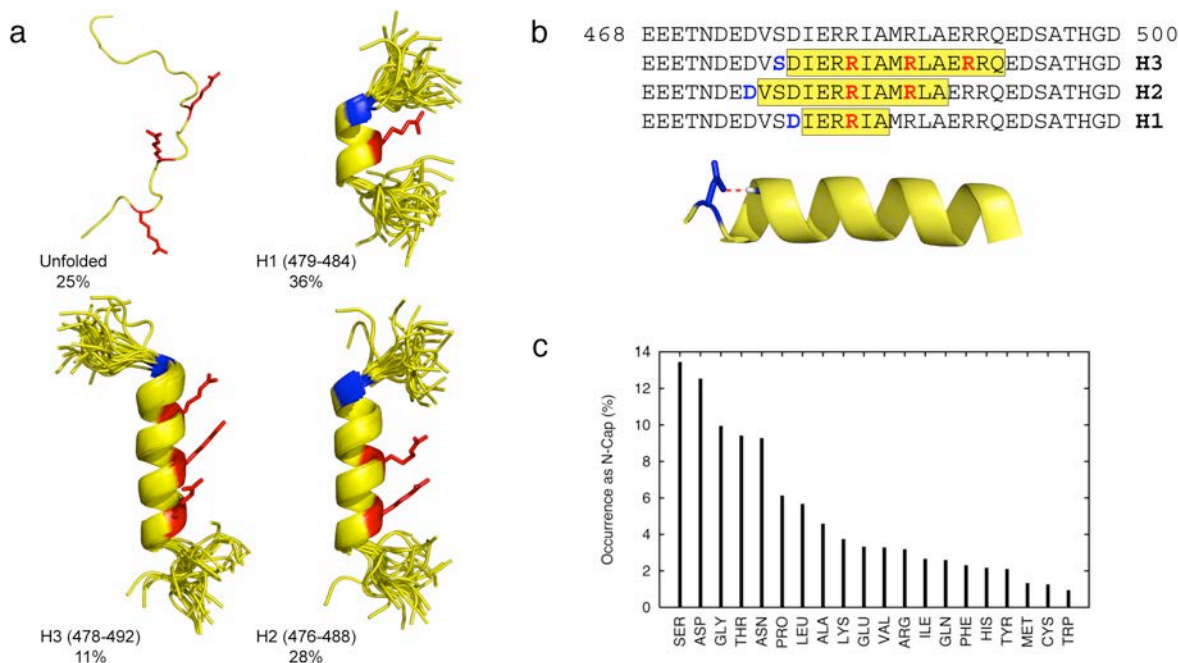 a
Unfolded
25%
H1 (479-484)
36%
H3 (478-492)
11%
H2 (476-488)
28%
b
468 EEETNDEDVSDIERRIAMRLAERRQEDSATHGD 500
EEETNDEDVSDIERRIAMRLAERRQEDSATHGD H3
EEETNDEDVSDIERRIAMRLAERRQEDSATHGD H2
EEETNDEDVSDIERRIAMRLAERRQEDSATHGD H1
c
Occurrence as N-Cap (%)
14
12
10
8
6
4
2
0
SER ASP GLY THR ASN PRO LEU ALA LYS GLU VAL ARG ILE GLN PHE HIS TYR MET CYS TRP